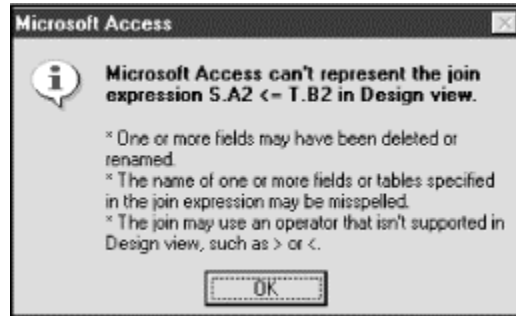 Microsoft Access
Microsoft Access can't represent the join
expression S.A2 <= T.B2 in Design view.
* One or more fields may have been deleted or
renamed.
* The name of one or more fields or tables specified
in the join expression may be misspelled.
* The join may use an operator that isn't supported in
Design view, such as > or <.
OK